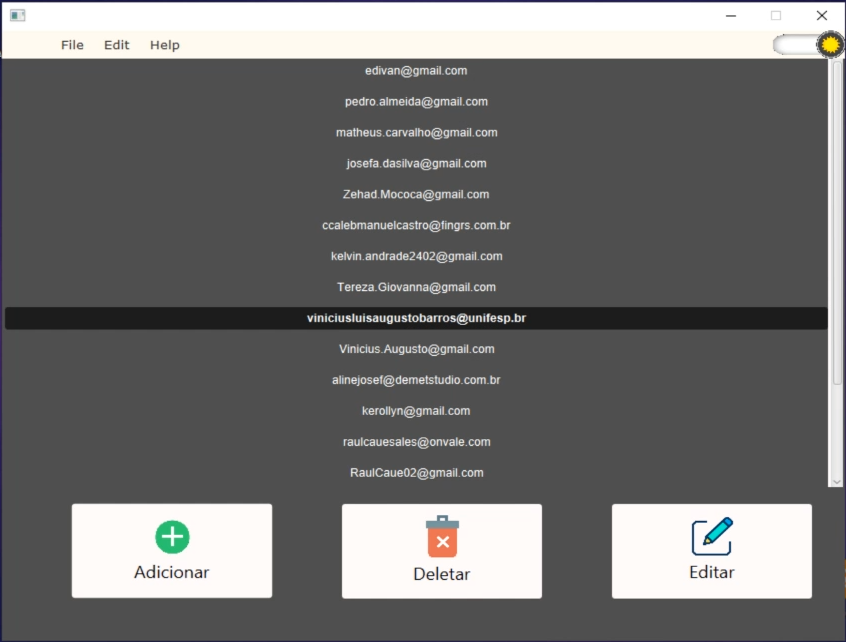 File Edit Help
edivan@gmail.com
pedro.almeida@gmail.com
matheus.carvalho@gmail.com
josefa.dasilva@gmail.com
Zehad.Mococa@gmail.com
ccalebmanuelcastro@fingrs.com.br
kelvin.andrade2402@gmail.com
Tereza.Giovanna@gmail.com
viniciusluisaugustobarros@unifesp.br
Vinicius.Augusto@gmail.com
alinejosef@demetstudio.com.br
kerollyn@gmail.com
raulcauesales@onvale.com
RaulCaue02@gmail.com
Adicionar
Deletar
Editar